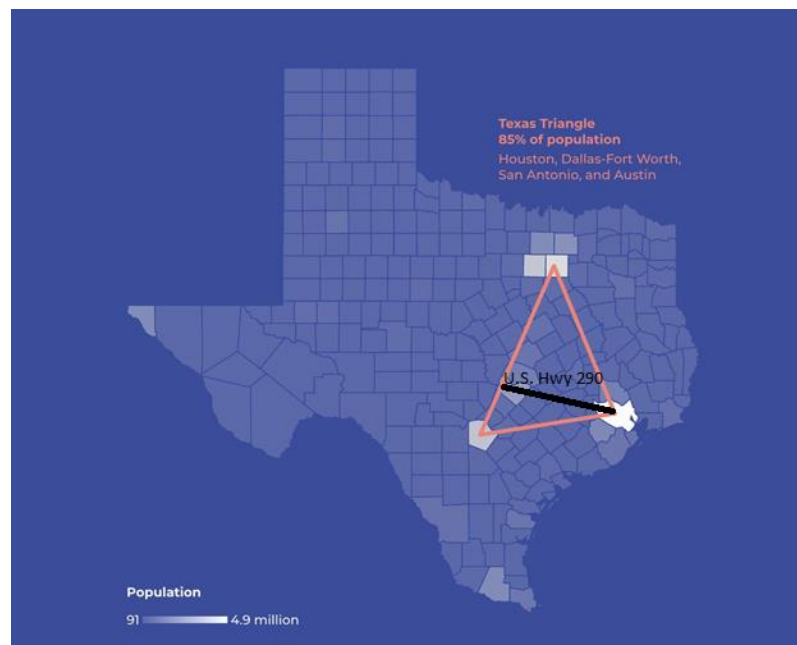 Texas Triangle
85% of population
Houston, Dallas-Fort Worth,
San Antonio, and Austin
U.S. Hwy 290
Population
91 4.9 million